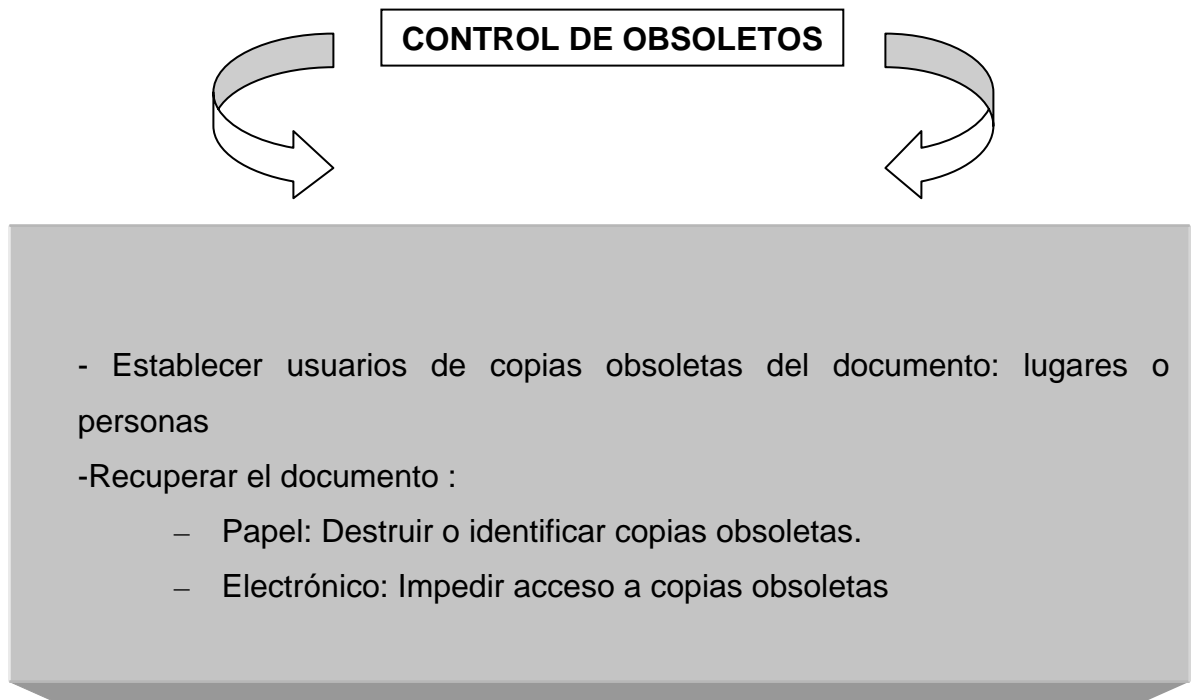 CONTROL DE OBSOLETOS
- Establecer usuarios de copias obsoletas del documento: lugares o
personas
-Recuperar el documento :
– Papel: Destruir o identificar copias obsoletas.
– Electrónico: Impedir acceso a copias obsoletas